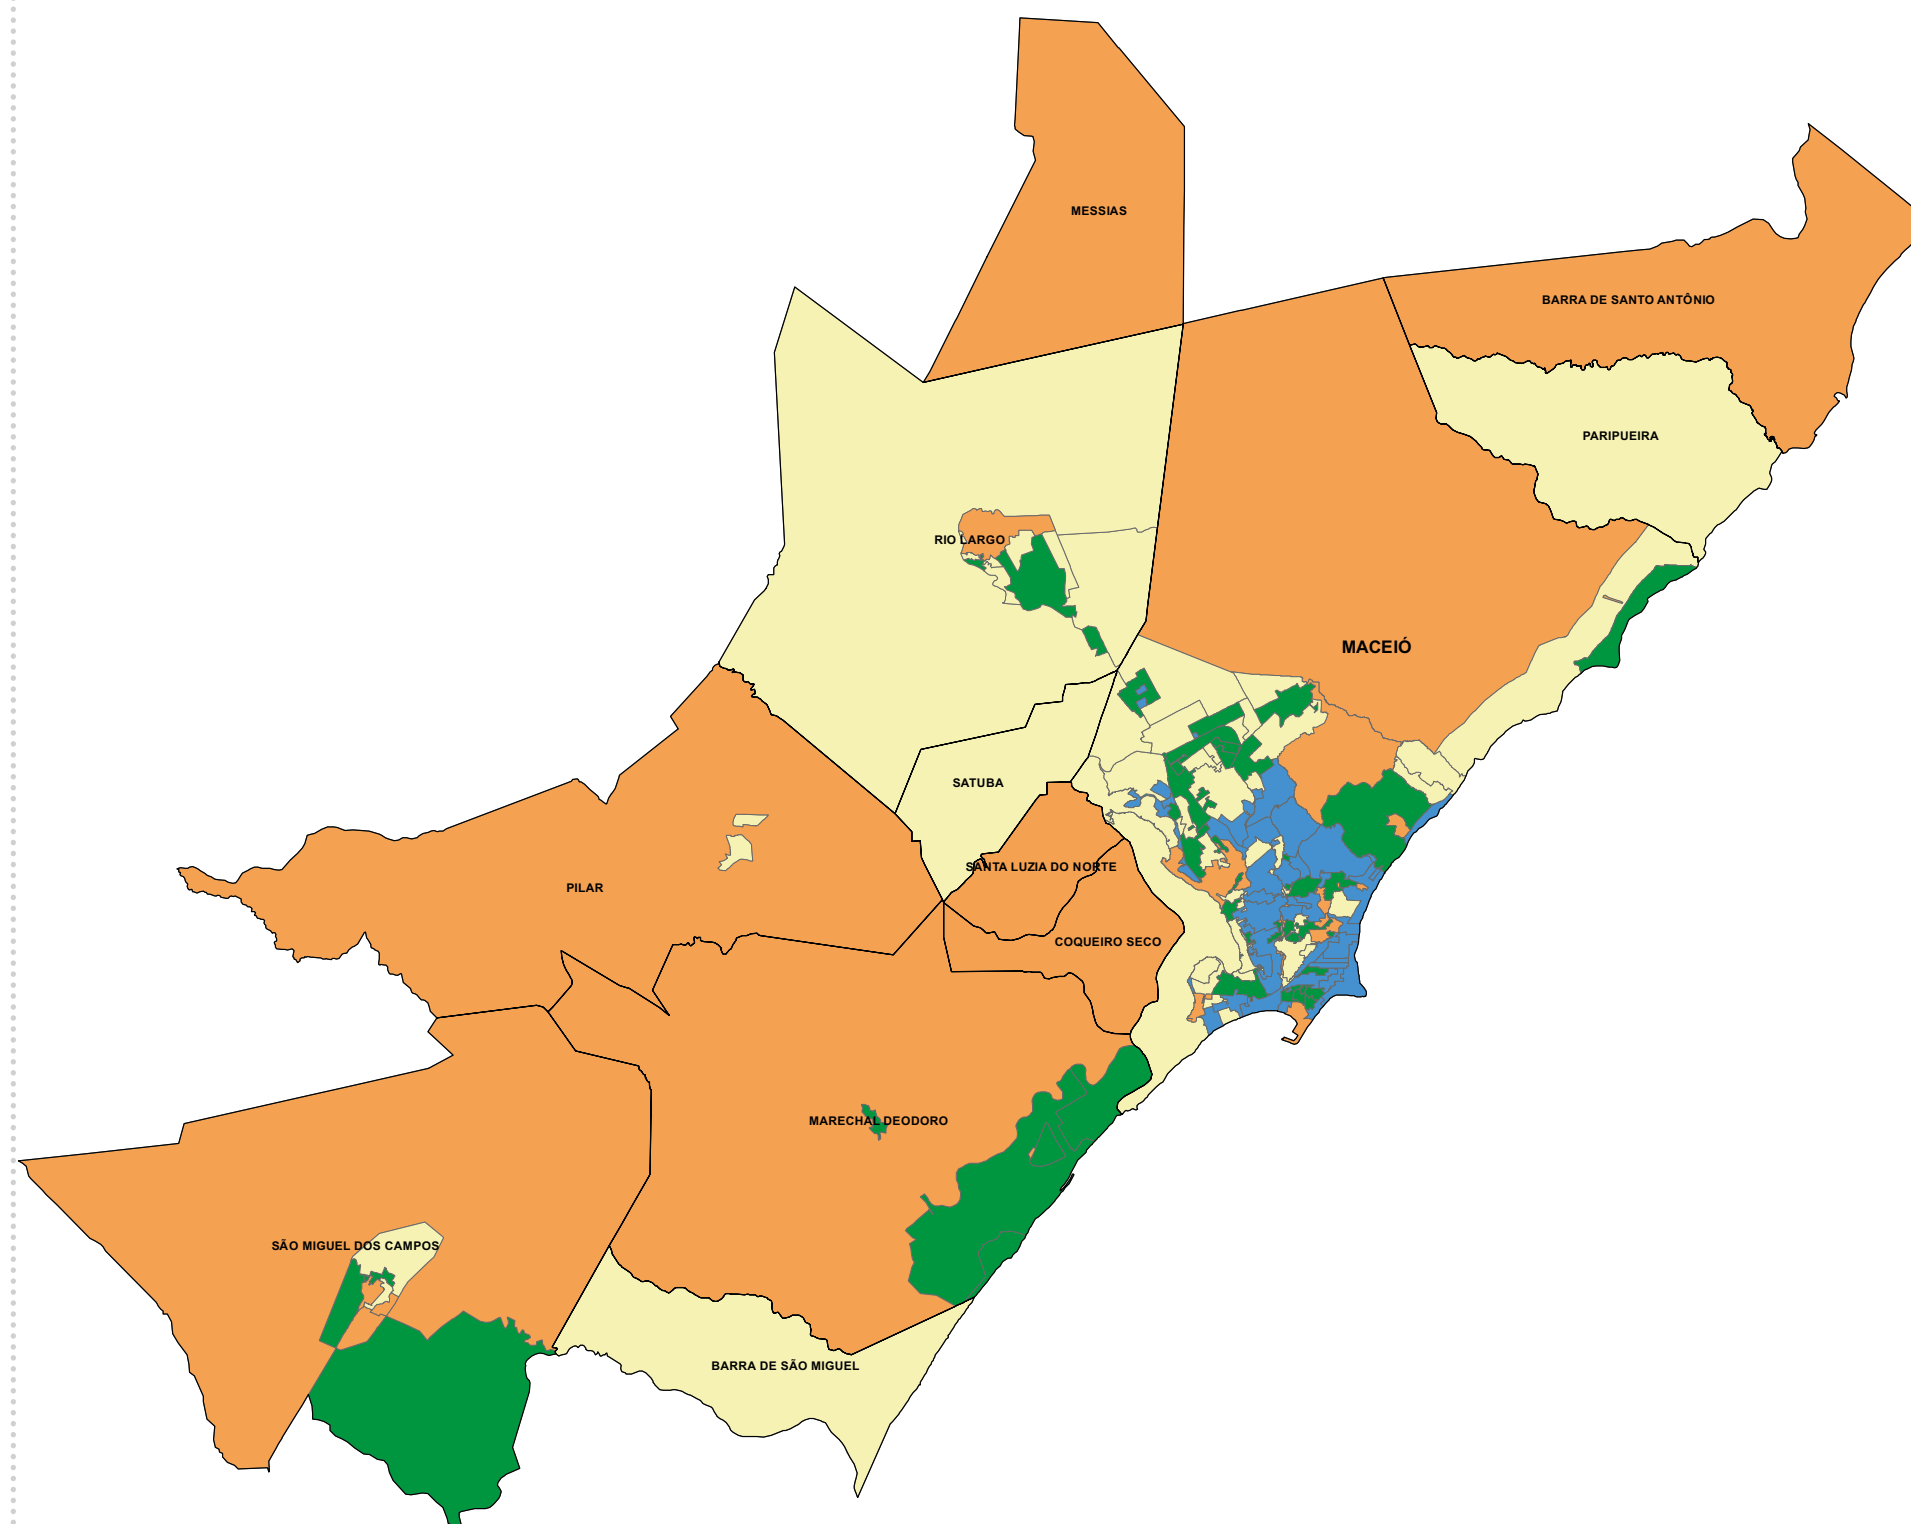 MESSIAS
BARRA DE SANTO ANTÔNIO
PARIPUEIRA
RIO LARGO
MACEIÓ
SATUBA
SANTA LUZIA DO NORTE
PILAR
COQUEIRO SECO
MARECHAL DEODORO
SÃO MIGUEL DOS CAMPOS
BARRA DE SÃO MIGUEL